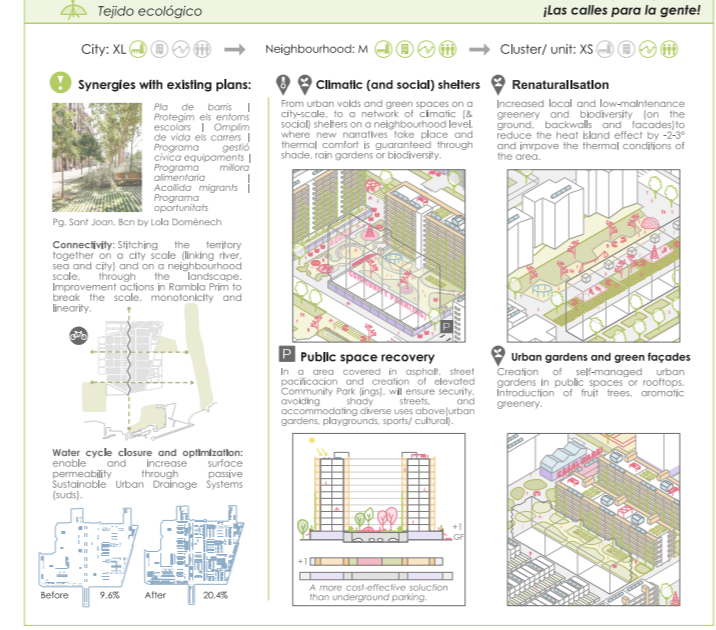 Tejido ecológico
¡Las calles para la gente!
City: XL
Neighbourhood: M
Cluster/ unit: XS
Synergies with existing plans:
Pla de barris |
Protegim els entorns
escolars | Omplim
de vida els carrers |
Programa gestió
cívica equipaments |
Programa millora
alimentaria |
Acollida migrants |
Programa
oportunitats
Pg. Sant Joan, Bcn by Lola Domènech
Connectivity: Stitching the territory
together on a city scale (linking river,
sea and city) and on a neighbourhood
scale, through the landscape.
Improvement actions in Rambla Prim to
break the scale, monotonicity and
linearity.
Water cycle closure and optimization:
enable and increase surface
permeability through passive
Sustainable Urban Drainage Systems
(suds).
Before 9,6% After 20.4%
Climatic (and social) shelters
From urban voids and green spaces on a
city-scale, to a network of climatic (&
social) shelters on a neighbourhood level,
where new narratives take place and
thermal comfort is guaranteed through
shade, rain gardens or biodiversity.
P
P Public space recovery
In a area covered in asphalt, street
pacificacion and creation of elevated
Community Park (ings), will ensure security,
avoiding shady streets, and
accommodating diverse uses above(urban
gardens, playgrounds, sports/ cultural).
+1
GF
+1
A more cost-effective soluction
than underground parking.
Renaturalisation
Increased local and low-maintenance
greenery and biodiversity (on the
ground, backwalls and facades)to
reduce the heat island effect by -2-3°
and imrpove the thermal conditions of
the area.
Urban gardens and green façades
Creation of self-managed urban
gardens in public spaces or rooftops.
Introduction of fruit trees, aromatic
greenery.